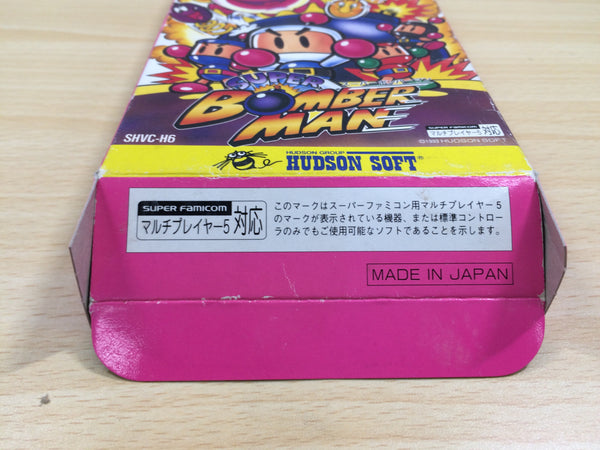 SUPER
BOMBER
MAN
SHVC-H6
SUPER FAMICOM
マルチプレイヤー5 対応
©1993 HUDSON SOFT
HUDSON GROUP
HUDSON SOFT
SUPER FAMICOM
マルチプレイヤー5 対応
このマークはスーパーファミコン用マルチプレイヤー5
のマークが表示されている機器、または標準コントロー
ラのみでもご使用可能なソフトであることを示します。
MADE IN JAPAN